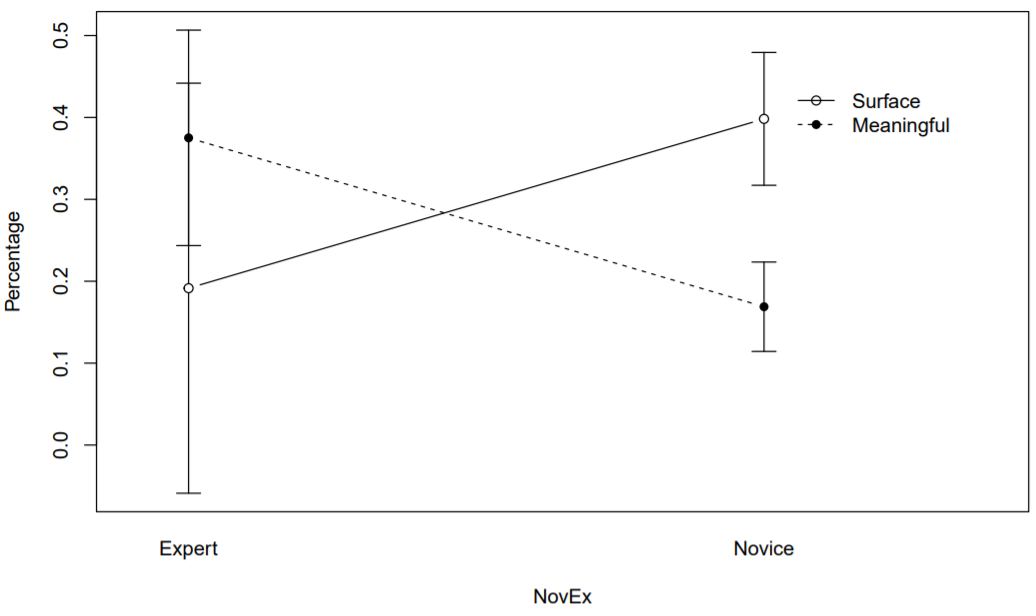 0.5
0.4
0.3
0.2
0.1
0.0
Percentage
Surface
Meaningful
Expert
Novice
NovEx